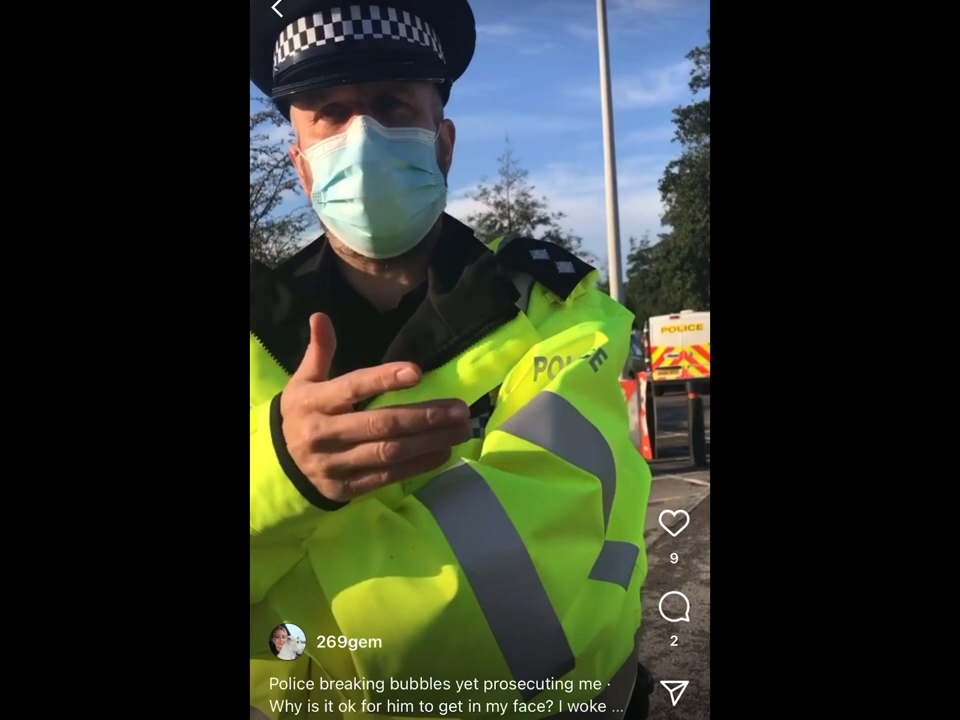 POLICE
POLICE
9
2
269gem
Police breaking bubbles yet prosecuting me ·
Why is it ok for him to get in my face? I woke ...